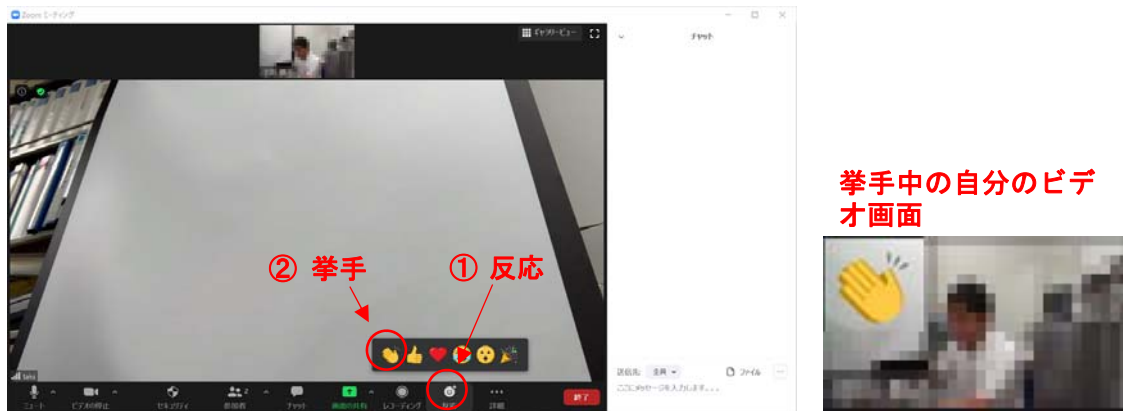 Zoom ミーティング
ギャラリービュー
チャット
挙手中の自分のビデ
オ画面
② 挙手
① 反応
taka
送信先: 全員
ファイル
ここにメッセージを入力します...
ミュート
ビデオの停止
セキュリティ
参加者
2
チャット
画面の共有
レコーディング
反応
詳細
終了